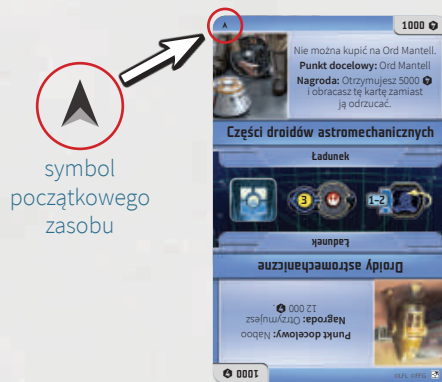 1000
Nie można kupić na Ord Mantell.
Punkt docelowy: Ord Mantell
Nagroda: Otrzymujesz 5000
i obracasz tę kartę zamiast
ją odrzucać.
Części droidów astromechanicznych
Ładunek
3
1-2
Ładunek
Droidy astromechaniczne
Punkt docelowy: Naboo
Nagroda: Otrzymujesz
12 000 .
1000
symbol
początkowego
zasobu